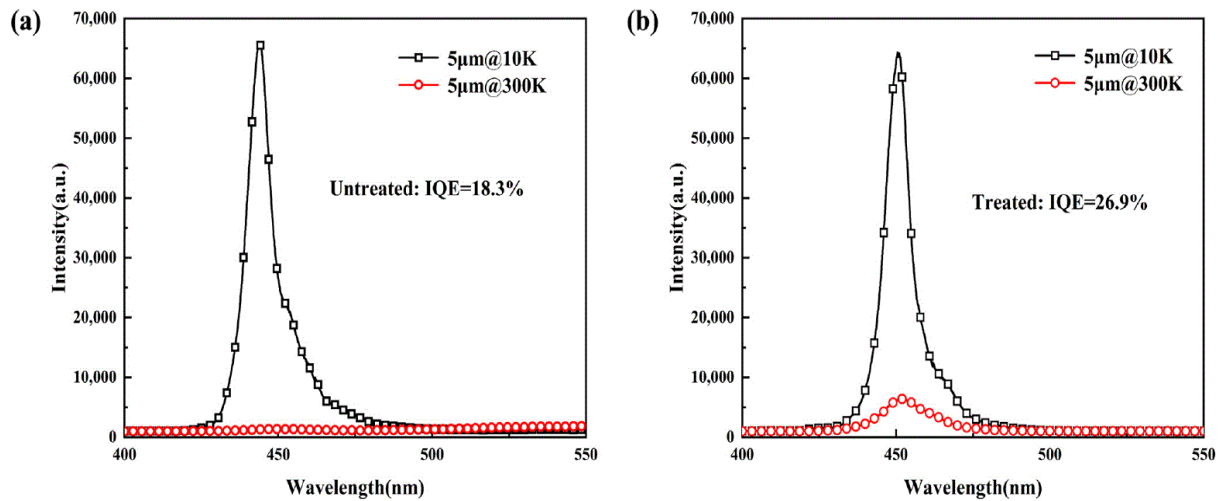 (a)
70,000
60,000
50,000
40,000
30,000
20,000
10,000
0
400
450
500
550
Intensity(a.u.)
Wavelength(nm)
5μm@10K
5μm@300K
Untreated: IQE=18.3%
(b)
70,000
60,000
50,000
40,000
30,000
20,000
10,000
0
400
450
500
550
Intensity(a.u.)
Wavelength(nm)
5μm@10K
5μm@300K
Treated: IQE=26.9%